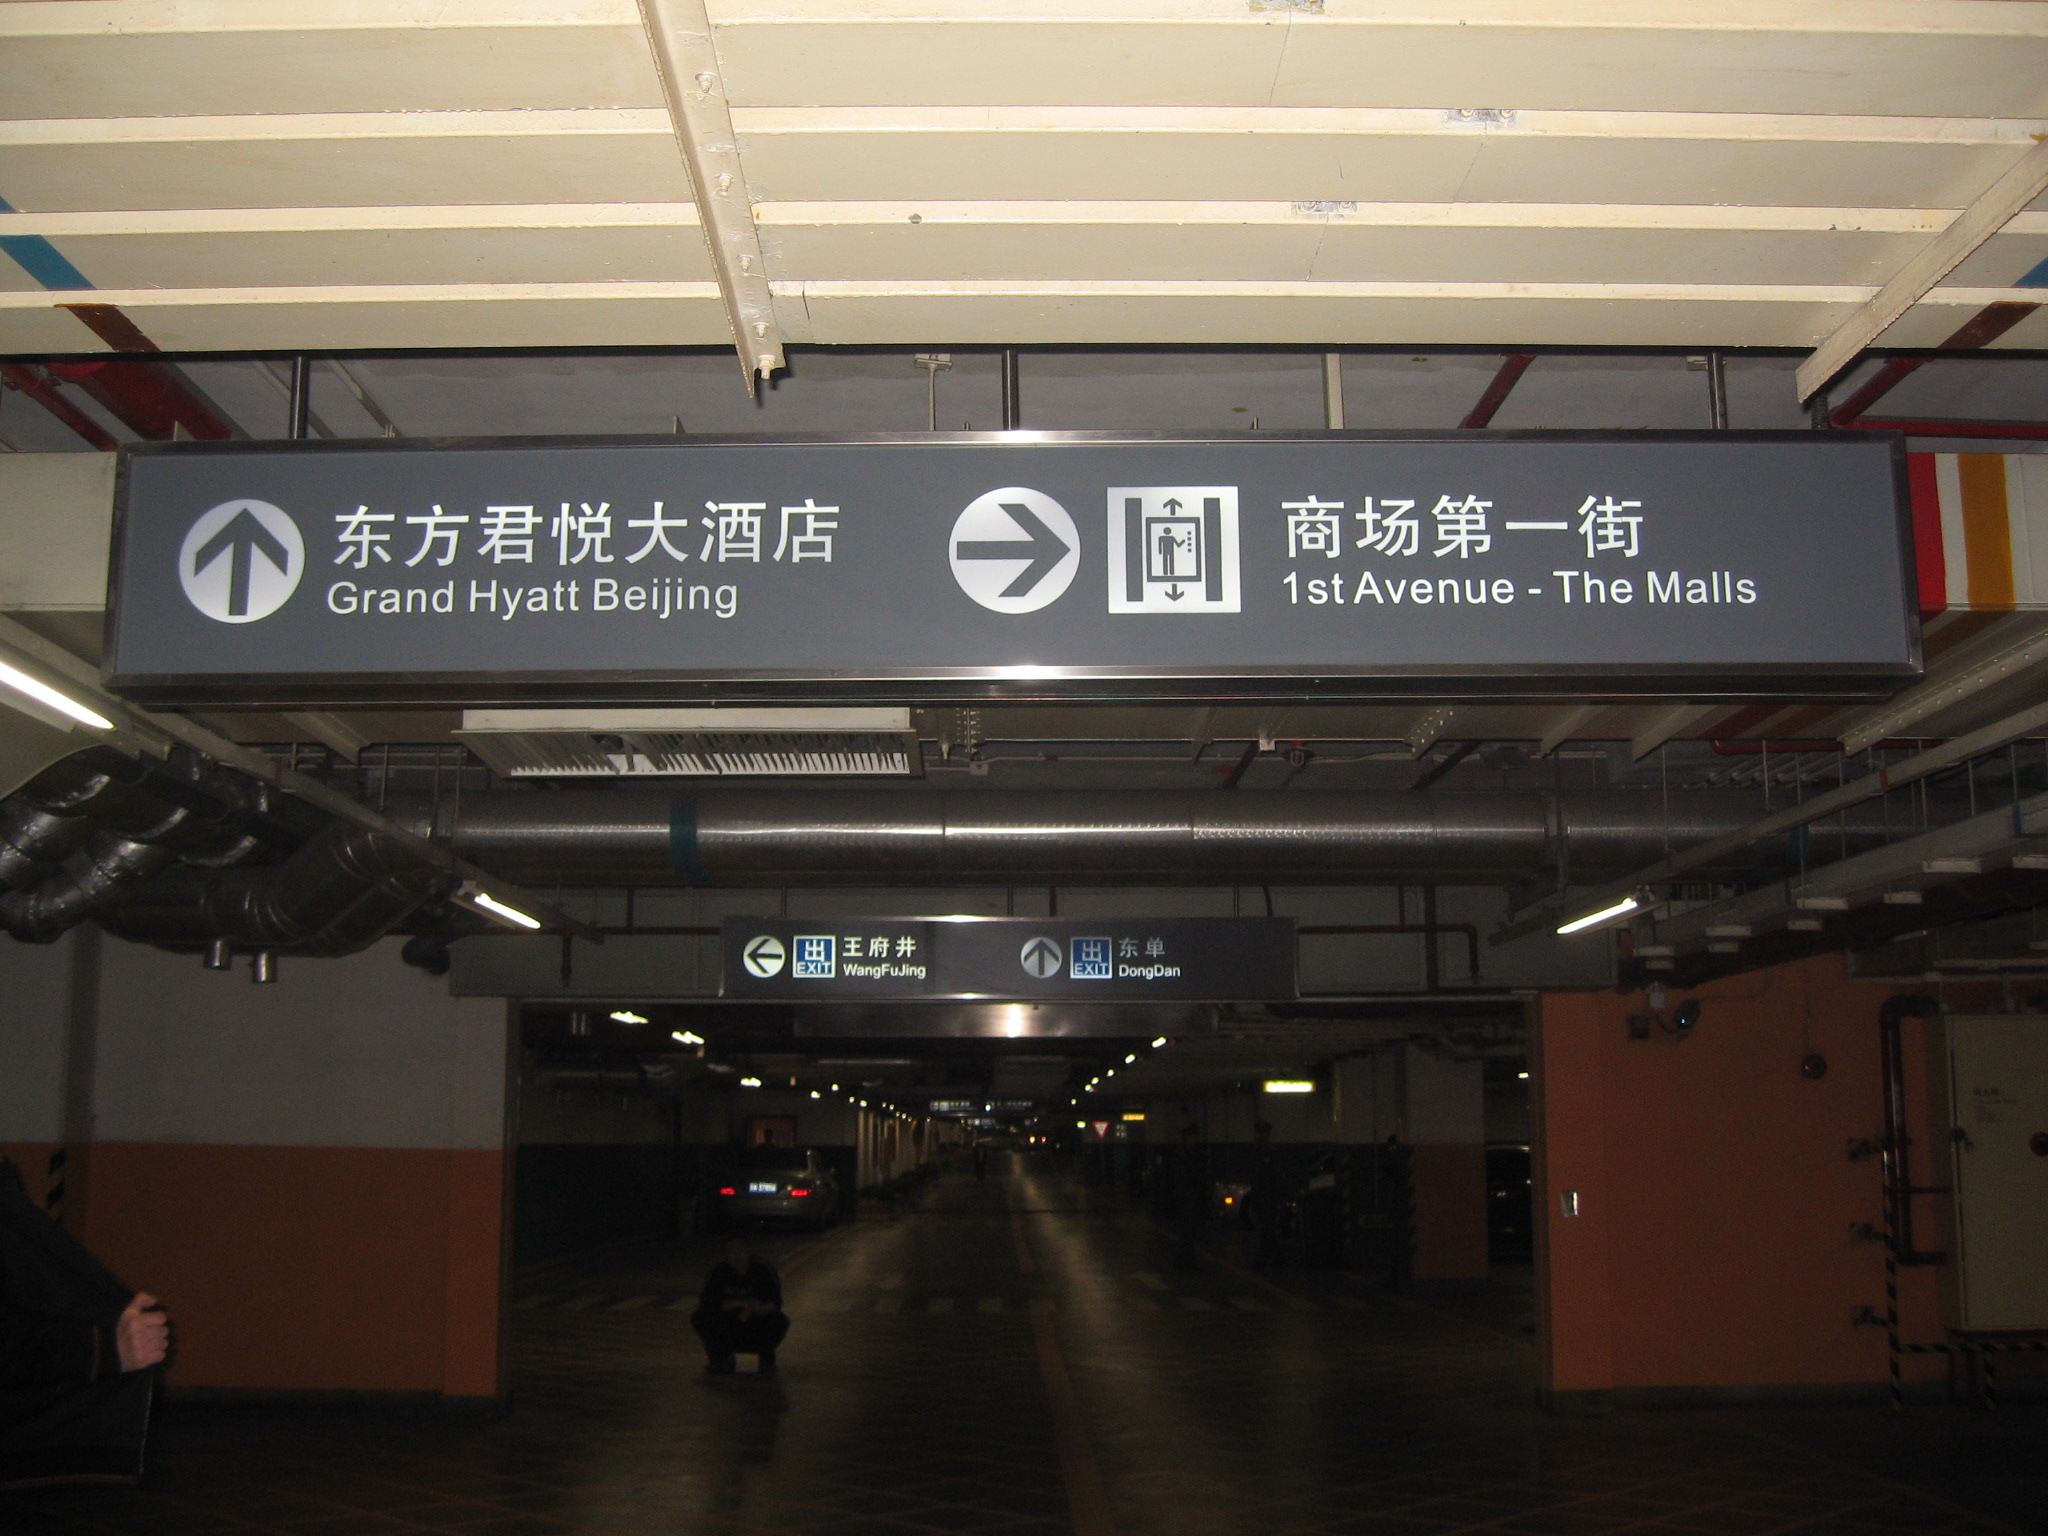 东方君悦大酒店
Grand Hyatt Beijing
商场第一街
1st Avenue - The Malls
出
EXIT
王府井
WangFuJing
出
EXIT
东单
DongDan